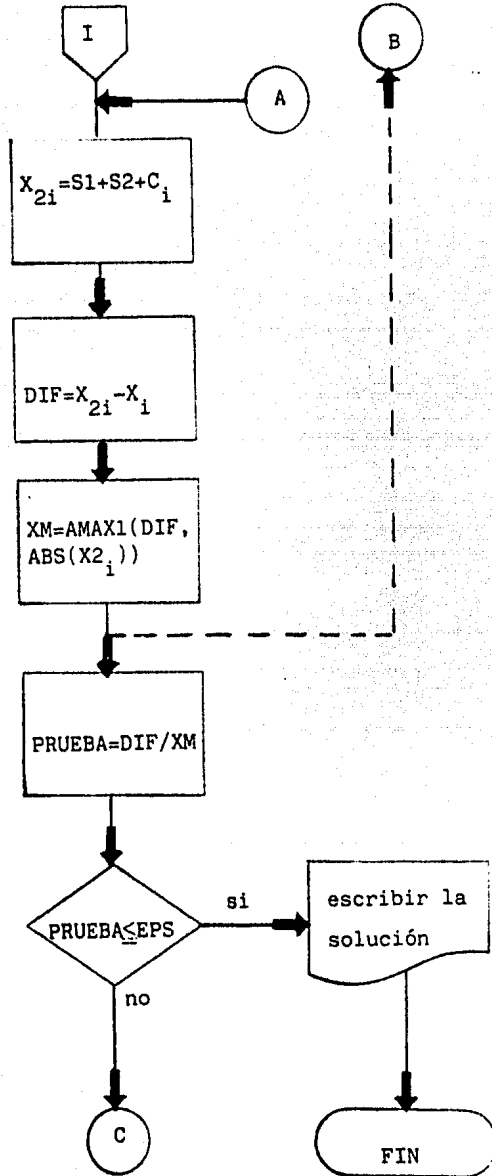 I
B
A
X2i=S1+S2+Ci
DIF=X2i-Xi
XM=AMAX1(DIF,
ABS(X2i))
PRUEBA=DIF/XM
PRUEBA≤EPS
si
escribir la
solución
no
C
FIN